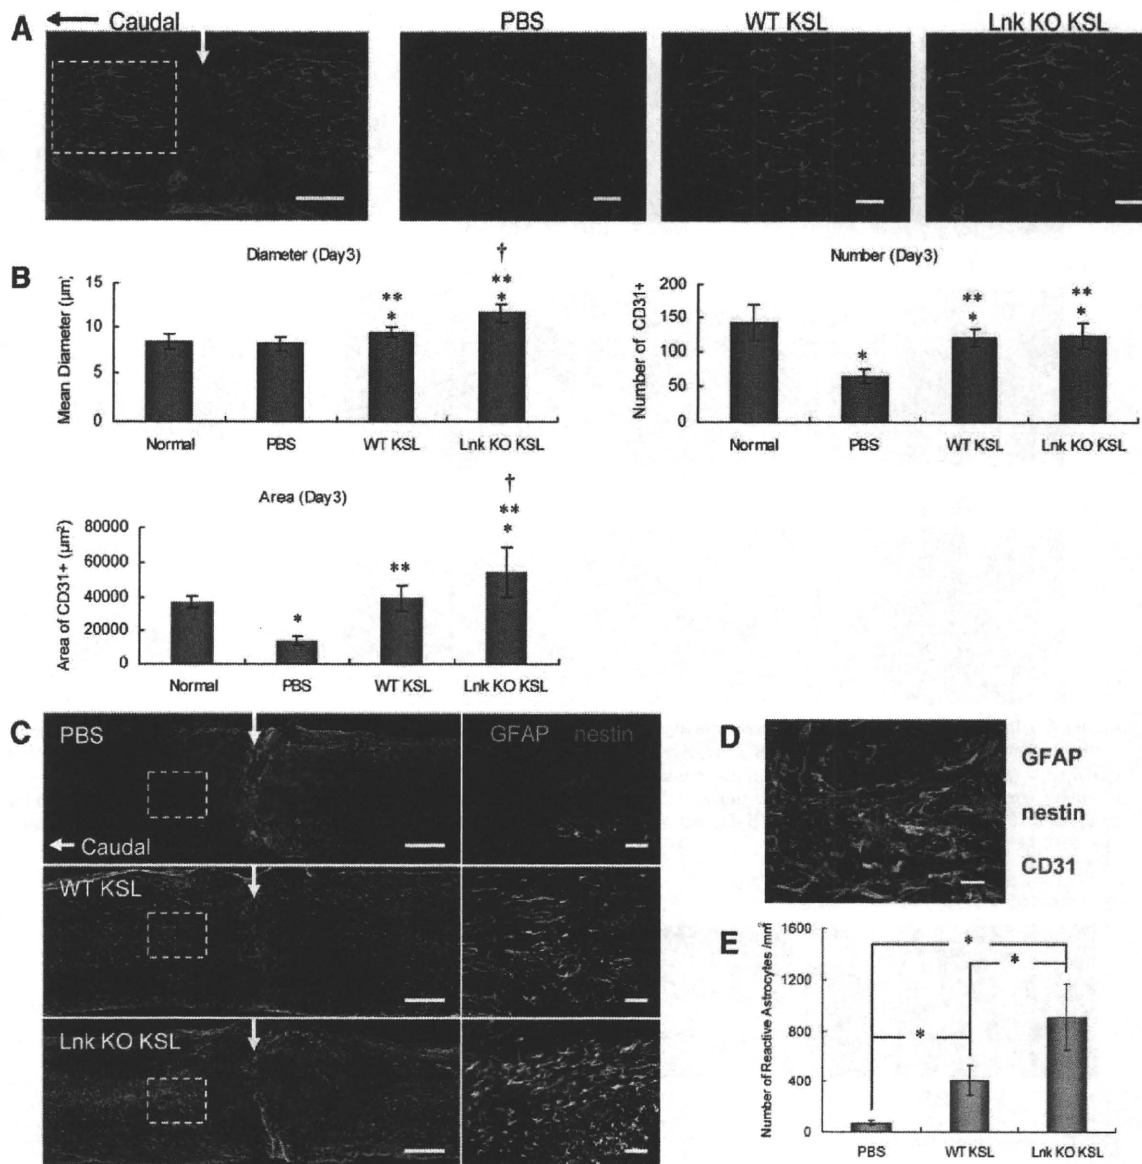 A
Caudal
PBS
WT KSL
Lnk KO KSL
B
Diameter (Day3)
Mean Diameter (µm)
15
10
5
0
**
*
†
**
*
Normal
PBS
WT KSL
Lnk KO KSL
Number (Day3)
Number of CD31+
200
150
100
50
0
*
**
*
**
*
Normal
PBS
WT KSL
Lnk KO KSL
Area (Day3)
Area of CD31+ (µm²)
80000
60000
40000
20000
0
*
**
†
**
*
Normal
PBS
WT KSL
Lnk KO KSL
C
PBS
GFAP nestin
Caudal
WT KSL
Lnk KO KSL
D
GFAP
nestin
CD31
E
Number of Reactive Astrocytes /mm²
1600
1200
800
400
0
*
*
*
PBS
WT KSL
Lnk KO KSL